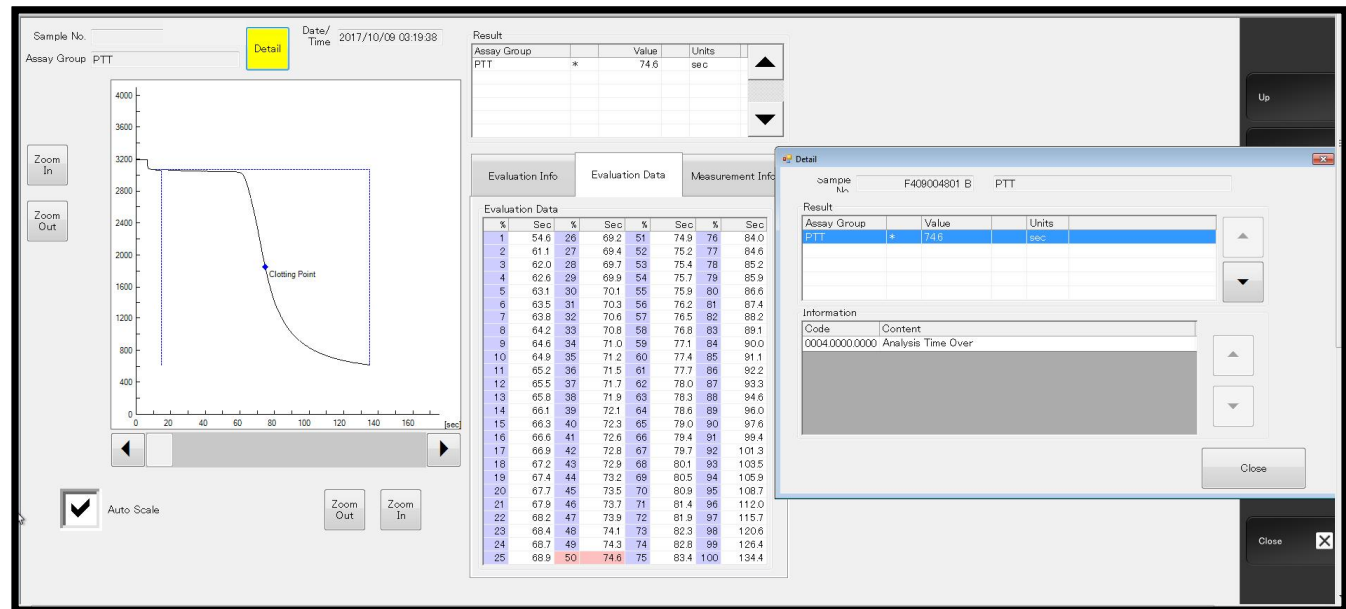 Sample No.
Assay Group PTT
Detail
Date/ Time 2017/10/09 03:19:38
Zoom In
Zoom Out
4000
3600
3200
2800
2400
2000
1600
1200
800
400
0
Clotting Point
0 20 40 60 80 100 120 140 160 [sec]
Auto Scale
Zoom Out
Zoom In
Result
Assay Group Value Units
PTT * 74.6 sec
Evaluation Info Evaluation Data Measurement Info
Evaluation Data
% Sec % Sec % Sec % Sec
1 54.6 26 69.2 51 74.9 76 84.0
2 61.1 27 69.4 52 75.2 77 84.6
3 62.0 28 69.7 53 75.4 78 85.2
4 62.6 29 69.9 54 75.7 79 85.9
5 63.1 30 70.1 55 75.9 80 86.6
6 63.5 31 70.3 56 76.2 81 87.4
7 63.8 32 70.6 57 76.5 82 88.2
8 64.2 33 70.8 58 76.8 83 89.1
9 64.6 34 71.0 59 77.1 84 90.0
10 64.9 35 71.2 60 77.4 85 91.1
11 65.2 36 71.5 61 77.7 86 92.2
12 65.5 37 71.7 62 78.0 87 93.3
13 65.8 38 71.9 63 78.3 88 94.6
14 66.1 39 72.1 64 78.6 89 96.0
15 66.3 40 72.3 65 79.0 90 97.6
16 66.6 41 72.6 66 79.4 91 99.4
17 66.9 42 72.8 67 79.7 92 101.3
18 67.2 43 72.9 68 80.1 93 103.5
19 67.4 44 73.2 69 80.5 94 105.9
20 67.7 45 73.5 70 80.9 95 108.7
21 67.9 46 73.7 71 81.4 96 112.0
22 68.2 47 73.9 72 81.9 97 115.7
23 68.4 48 74.1 73 82.3 98 120.6
24 68.7 49 74.3 74 82.8 99 126.4
25 68.9 50 74.6 75 83.4 100 134.4
Up
Detail
Sample No. F409004801 B PTT
Result
Assay Group Value Units
PTT * 74.6 sec
Information
Code Content
0004.0000.0000 Analysis Time Over
Close
Close